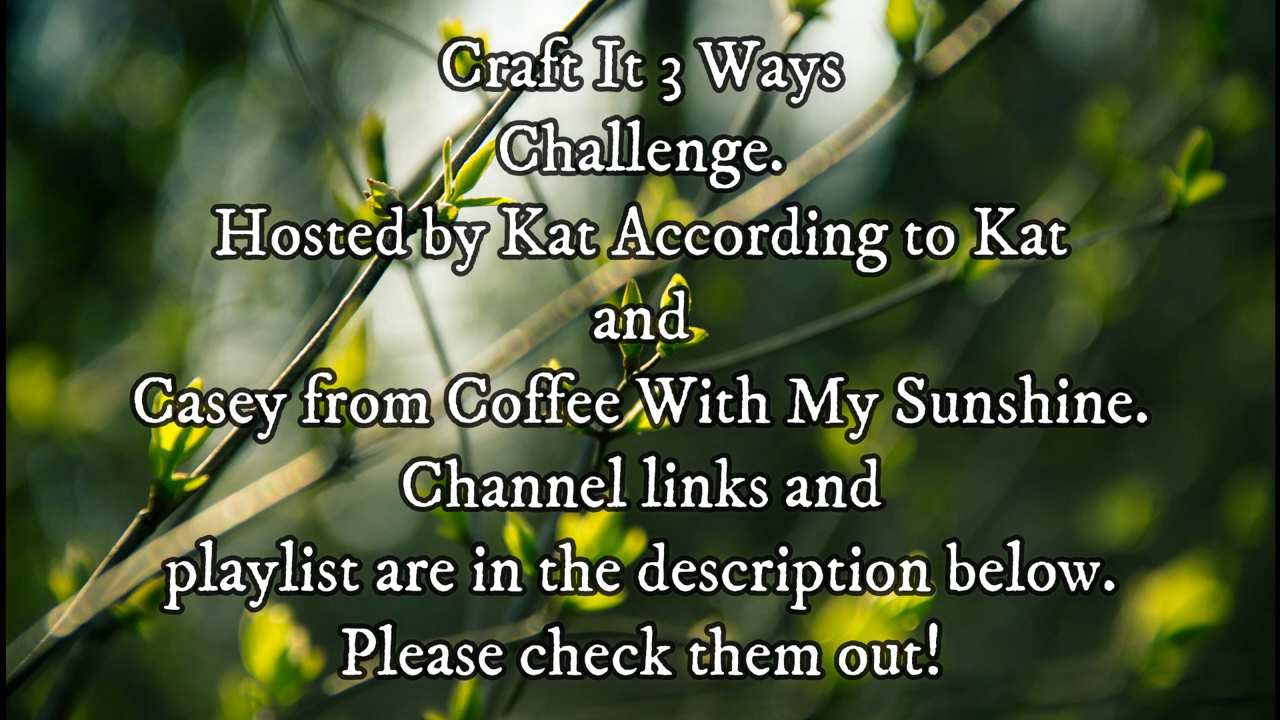 Craft It 3 Ways
Challenge.
Hosted by Kat According to Kat
and
Casey from Coffee With My Sunshine.
Channel links and
playlist are in the description below.
Please check them out!